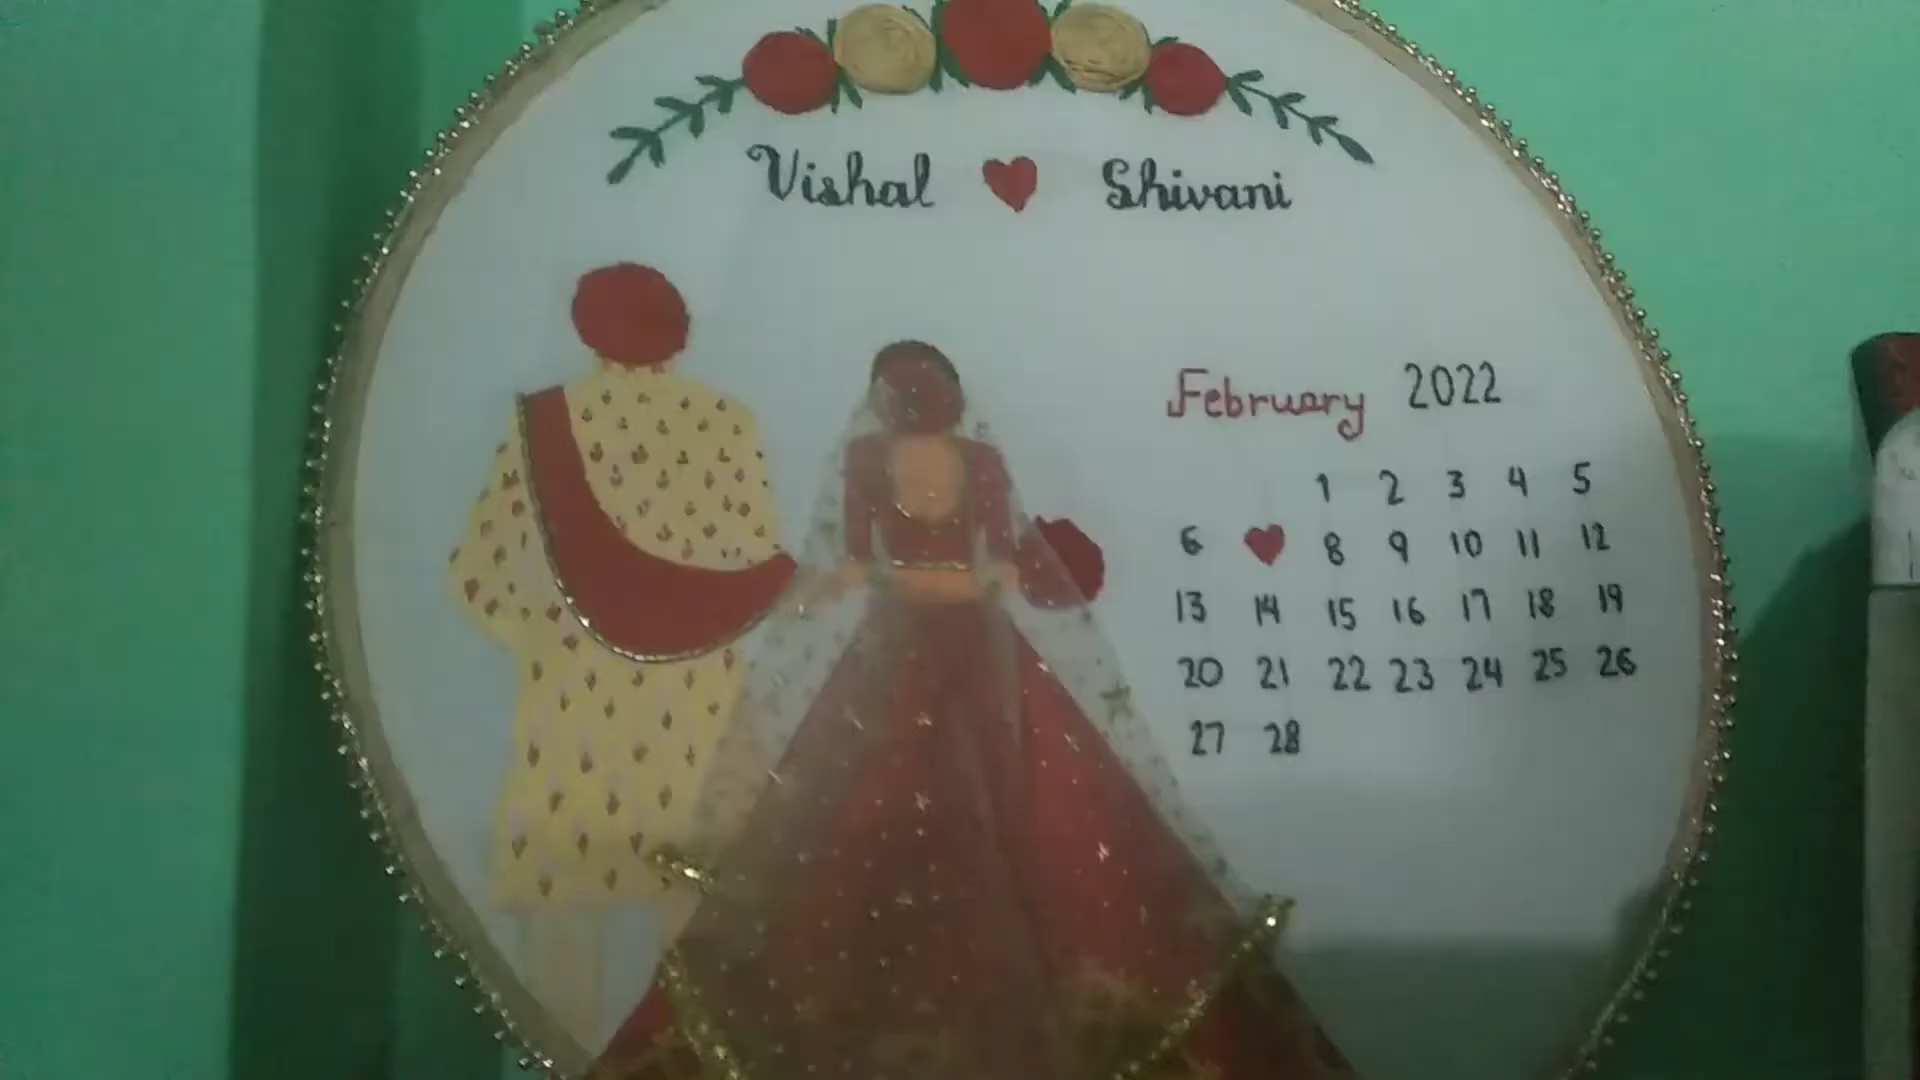 Vishal ♥ Shivani
February 2022
1 2 3 4 5
6 ♥ 8 9 10 11 12
13 14 15 16 17 18 19
20 21 22 23 24 25 26
27 28